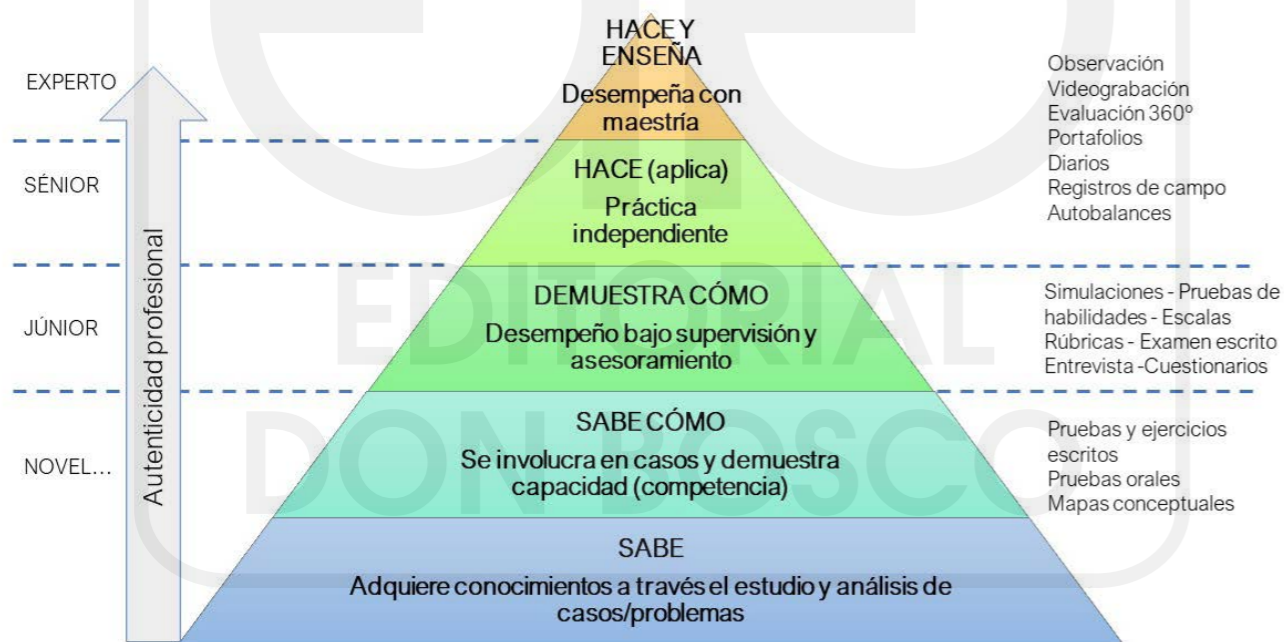 HACE Y
ENSEÑA
Desempeña con
maestría
EXPERTO
Observación
Videograbación
Evaluación 360º
Portafolios
Diarios
Registros de campo
Autobalances
SÉNIOR
HACE (aplica)
Práctica
independiente
Autenticidad profesional
JÚNIOR
DEMUESTRA CÓMO
Desempeño bajo supervisión y
asesoramiento
Simulaciones - Pruebas de
habilidades - Escalas
Rúbricas - Examen escrito
Entrevista -Cuestionarios
NOVEL...
SABE CÓMO
Se involucra en casos y demuestra
capacidad (competencia)
Pruebas y ejercicios
escritos
Pruebas orales
Mapas conceptuales
SABE
Adquiere conocimientos a través el estudio y análisis de
casos/problemas
EDITORIAL
DON BOSCO